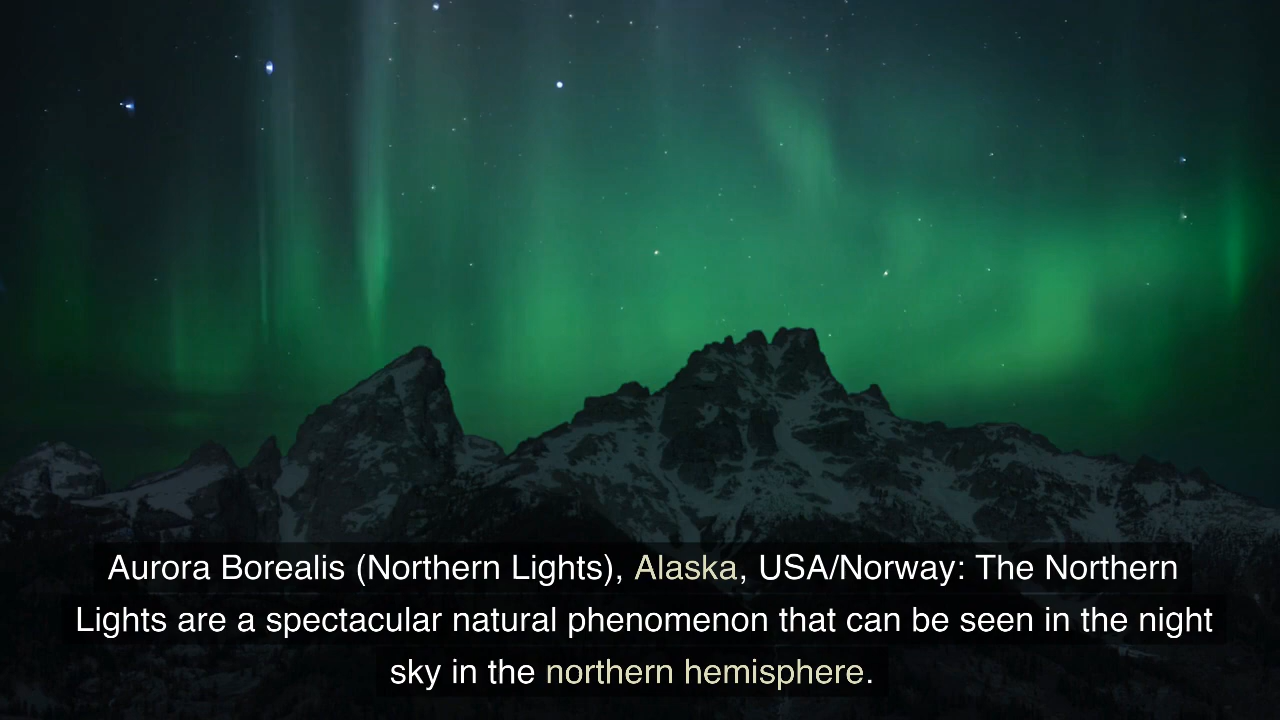 Aurora Borealis (Northern Lights), Alaska, USA/Norway: The Northern
Lights are a spectacular natural phenomenon that can be seen in the night
sky in the northern hemisphere.